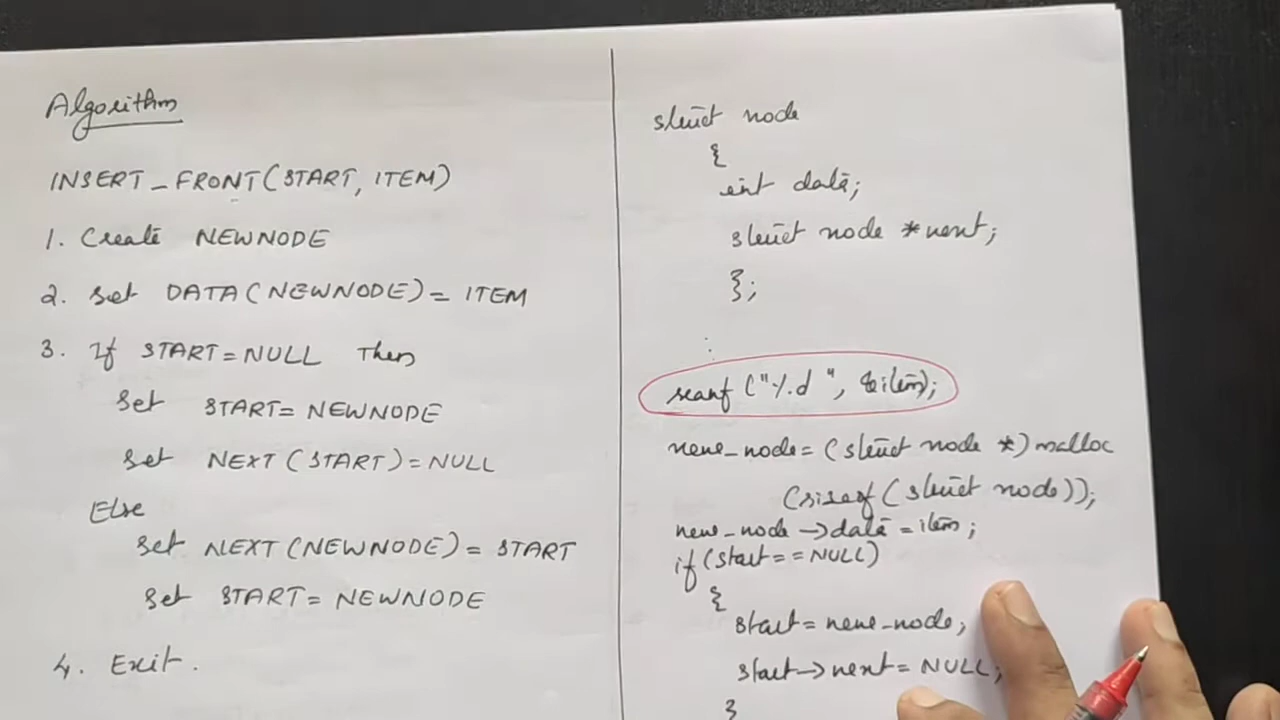 Algorithm
INSERT_FRONT(START, ITEM)
1. Create NEWNODE
2. Set DATA(NEWNODE) = ITEM
3. If START = NULL Then
Set START = NEWNODE
Set NEXT(START) = NULL
Else
Set NEXT(NEWNODE) = START
Set START = NEWNODE
4. Exit.
struct node
{
int data;
struct node *next;
};
:
scanf("%d", &item);
new_node = (struct node *) malloc
(sizeof(struct node));
new_node -> data = item;
if (start == NULL)
{
start = new_node;
start -> next = NULL;
}